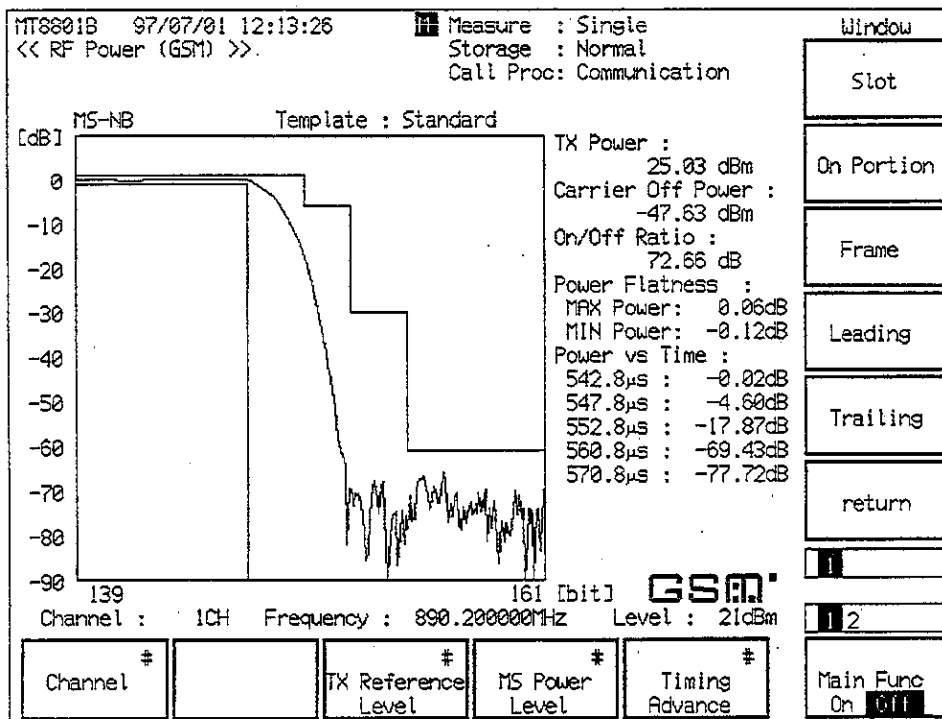 MT8801B 97/07/01 12:13:26 M Measure : Single
<< RF Power (GSM) >>. Storage : Normal
Call Proc: Communication
MS-NB Template : Standard
[dB]
0
-10
-20
-30
-40
-50
-60
-70
-80
-90
139 161 [bit]
TX Power :
25.03 dBm
Carrier Off Power :
-47.63 dBm
On/Off Ratio :
72.66 dB
Power Flatness :
MAX Power: 0.06dB
MIN Power: -0.12dB
Power vs Time :
542.8µs : -0.02dB
547.8µs : -4.60dB
552.8µs : -17.87dB
560.8µs : -69.43dB
570.8µs : -77.72dB
GSM
Channel : 1CH Frequency : 890.200000MHz Level : 21dBm
Window
Slot
On Portion
Frame
Leading
Trailing
return
1
1 2
# Channel
# TX Reference
Level
# MS Power
Level
# Timing
Advance
Main Func
On Off